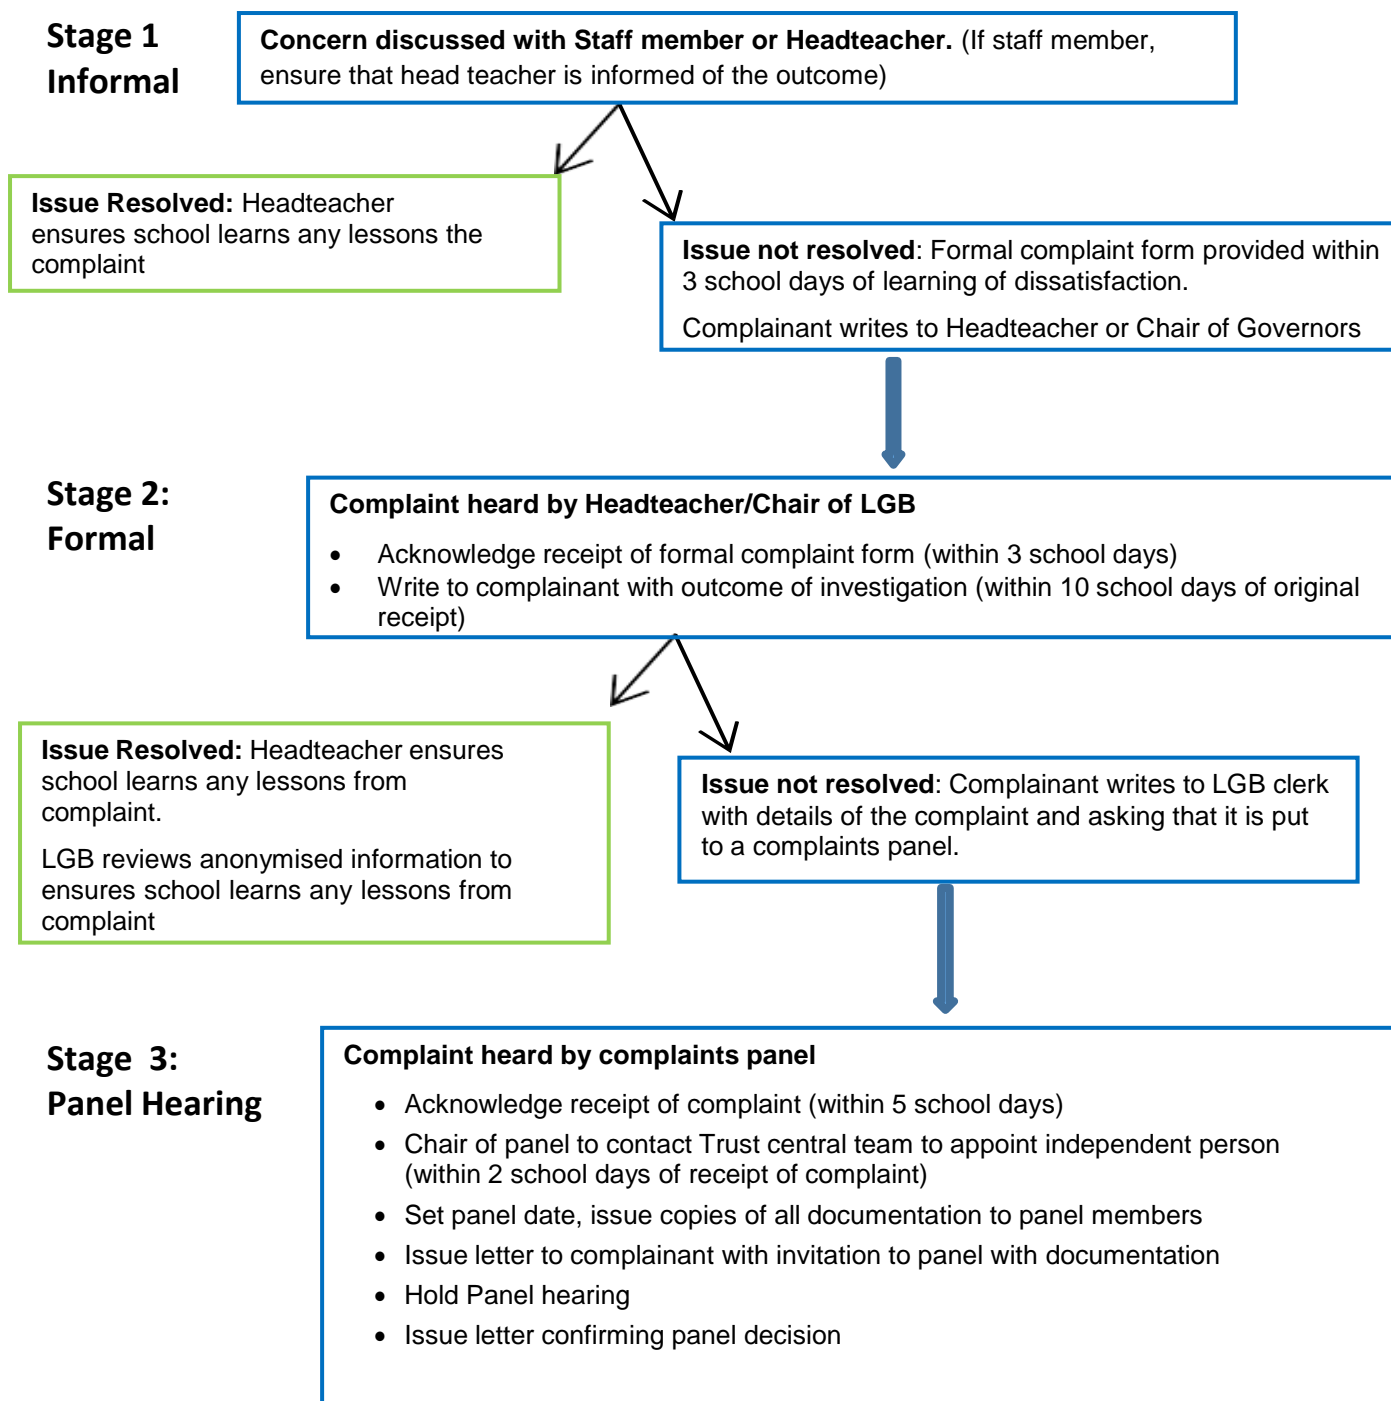 Stage 1
Informal
Concern discussed with Staff member or Headteacher. (If staff member,
ensure that head teacher is informed of the outcome)
Issue Resolved: Headteacher
ensures school learns any lessons the
complaint
Issue not resolved: Formal complaint form provided within
3 school days of learning of dissatisfaction.
Complainant writes to Headteacher or Chair of Governors
Stage 2:
Formal
Complaint heard by Headteacher/Chair of LGB
• Acknowledge receipt of formal complaint form (within 3 school days)
• Write to complainant with outcome of investigation (within 10 school days of original
receipt)
Issue Resolved: Headteacher ensures
school learns any lessons from
complaint.
LGB reviews anonymised information to
ensures school learns any lessons from
complaint
Issue not resolved: Complainant writes to LGB clerk
with details of the complaint and asking that it is put
to a complaints panel.
Stage 3:
Panel Hearing
Complaint heard by complaints panel
• Acknowledge receipt of complaint (within 5 school days)
• Chair of panel to contact Trust central team to appoint independent person
(within 2 school days of receipt of complaint)
• Set panel date, issue copies of all documentation to panel members
• Issue letter to complainant with invitation to panel with documentation
• Hold Panel hearing
• Issue letter confirming panel decision